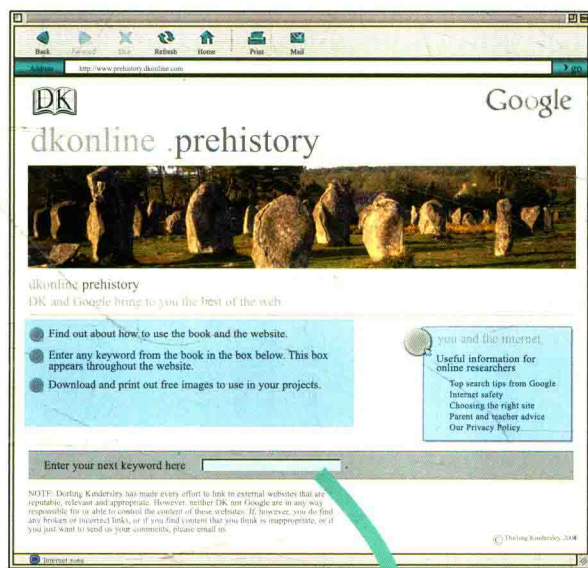 Back Forward Stop Refresh Home Print Mail
Address http://www.prehistory.dkonline.com > go
DK Google
dkonline .prehistory
dkonline prehistory
DK and Google bring to you the best of the web
Find out about how to use the book and the website.
Enter any keyword from the book in the box below. This box
appears throughout the website.
Download and print out free images to use in your projects.
you and the internet
Useful information for
online researchers
Top search tips from Google
Internet safety
Choosing the right site
Parent and teacher advice
Our Privacy Policy
Enter your next keyword here .
NOTE: Dorling Kindersley has made every effort to link to external websites that are
reputable, relevant and appropriate. However, neither DK not Google are in any way
responsible for or able to control the content of these websites. If, however, you do find
any broken or incorrect links, or if you find content that you think is inappropriate, or if
you just want to send us your comments, please email us.
© Dorling Kindersley 2004
Internet zone